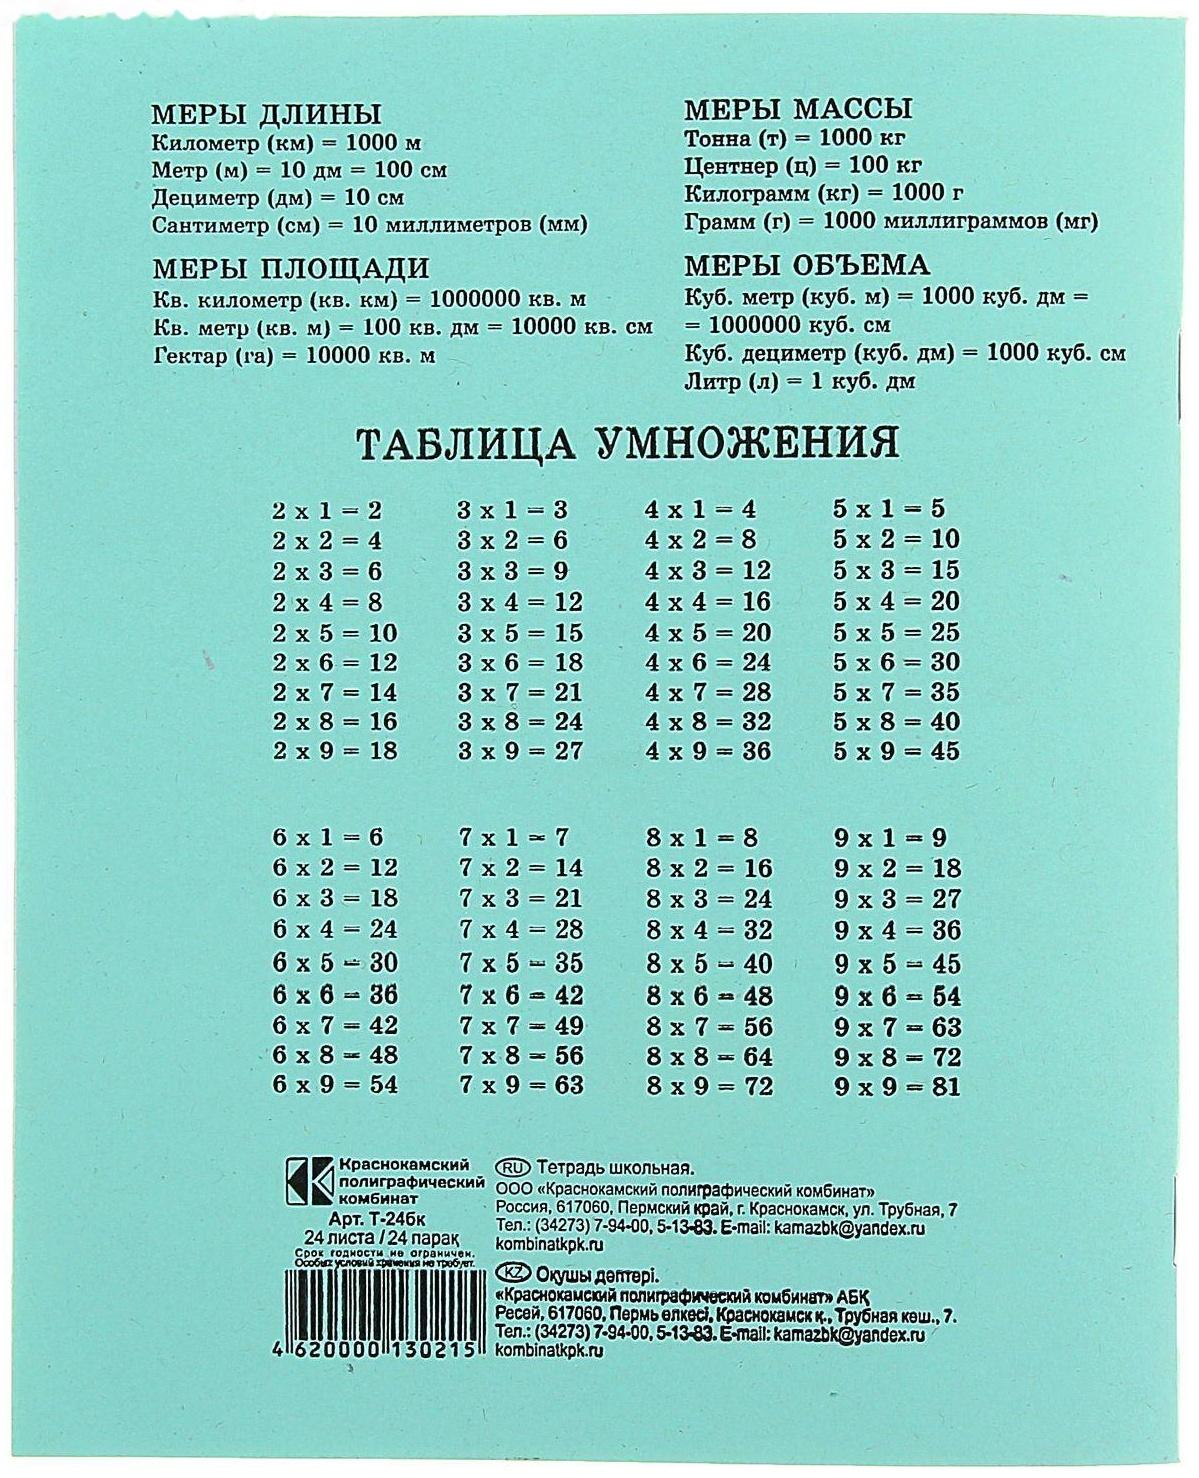 МЕРЫ ДЛИНЫ
Километр (км) = 1000 м
Метр (м) = 10 дм = 100 см
Дециметр (дм) = 10 см
Сантиметр (см) = 10 миллиметров (мм)
МЕРЫ ПЛОЩАДИ
Кв. километр (кв. км) = 1000000 кв. м
Кв. метр (кв. м) = 100 кв. дм = 10000 кв. см
Гектар (га) = 10000 кв. м
МЕРЫ МАССЫ
Тонна (т) = 1000 кг
Центнер (ц) = 100 кг
Килограмм (кг) = 1000 г
Грамм (г) = 1000 миллиграммов (мг)
МЕРЫ ОБЪЕМА
Куб. метр (куб. м) = 1000 куб. дм =
= 1000000 куб. см
Куб. дециметр (куб. дм) = 1000 куб. см
Литр (л) = 1 куб. дм
ТАБЛИЦА УМНОЖЕНИЯ
2 x 1 = 2 3 x 1 = 3 4 x 1 = 4 5 x 1 = 5
2 x 2 = 4 3 x 2 = 6 4 x 2 = 8 5 x 2 = 10
2 x 3 = 6 3 x 3 = 9 4 x 3 = 12 5 x 3 = 15
2 x 4 = 8 3 x 4 = 12 4 x 4 = 16 5 x 4 = 20
2 x 5 = 10 3 x 5 = 15 4 x 5 = 20 5 x 5 = 25
2 x 6 = 12 3 x 6 = 18 4 x 6 = 24 5 x 6 = 30
2 x 7 = 14 3 x 7 = 21 4 x 7 = 28 5 x 7 = 35
2 x 8 = 16 3 x 8 = 24 4 x 8 = 32 5 x 8 = 40
2 x 9 = 18 3 x 9 = 27 4 x 9 = 36 5 x 9 = 45
6 x 1 = 6 7 x 1 = 7 8 x 1 = 8 9 x 1 = 9
6 x 2 = 12 7 x 2 = 14 8 x 2 = 16 9 x 2 = 18
6 x 3 = 18 7 x 3 = 21 8 x 3 = 24 9 x 3 = 27
6 x 4 = 24 7 x 4 = 28 8 x 4 = 32 9 x 4 = 36
6 x 5 = 30 7 x 5 = 35 8 x 5 = 40 9 x 5 = 45
6 x 6 = 36 7 x 6 = 42 8 x 6 = 48 9 x 6 = 54
6 x 7 = 42 7 x 7 = 49 8 x 7 = 56 9 x 7 = 63
6 x 8 = 48 7 x 8 = 56 8 x 8 = 64 9 x 8 = 72
6 x 9 = 54 7 x 9 = 63 8 x 9 = 72 9 x 9 = 81
Краснокамский
полиграфический
комбинат
Арт. Т-24бк
24 листа / 24 парақ
Срок годности не ограничен.
Особых условий хранения не требует.
4 620000 130215
RU Тетрадь школьная.
ООО «Краснокамский полиграфический комбинат»
Россия, 617060, Пермский край, г. Краснокамск, ул. Трубная, 7
Тел.: (34273) 7-94-00, 5-13-83. E-mail: kamazbk@yandex.ru
kombinatkpk.ru
KZ Оқушы дәптері.
«Краснокамский полиграфический комбинат» АБҚ
Ресей, 617060, Пермь өлкесі, Краснокамск қ., Трубная көш., 7.
Тел.: (34273) 7-94-00, 5-13-83. E-mail: kamazbk@yandex.ru
kombinatkpk.ru